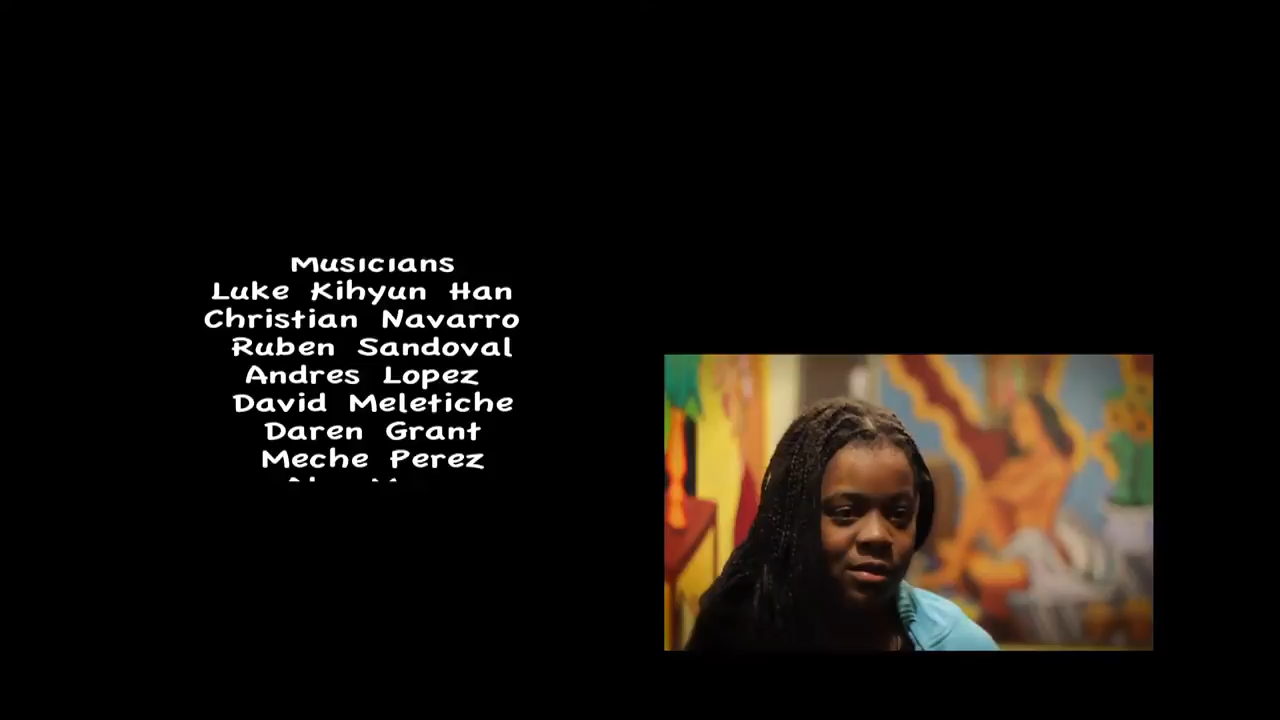 Musicians
Luke Kihyun Han
Christian Navarro
Ruben Sandoval
Andres Lopez
David Meletiche
Daren Grant
Meche Perez